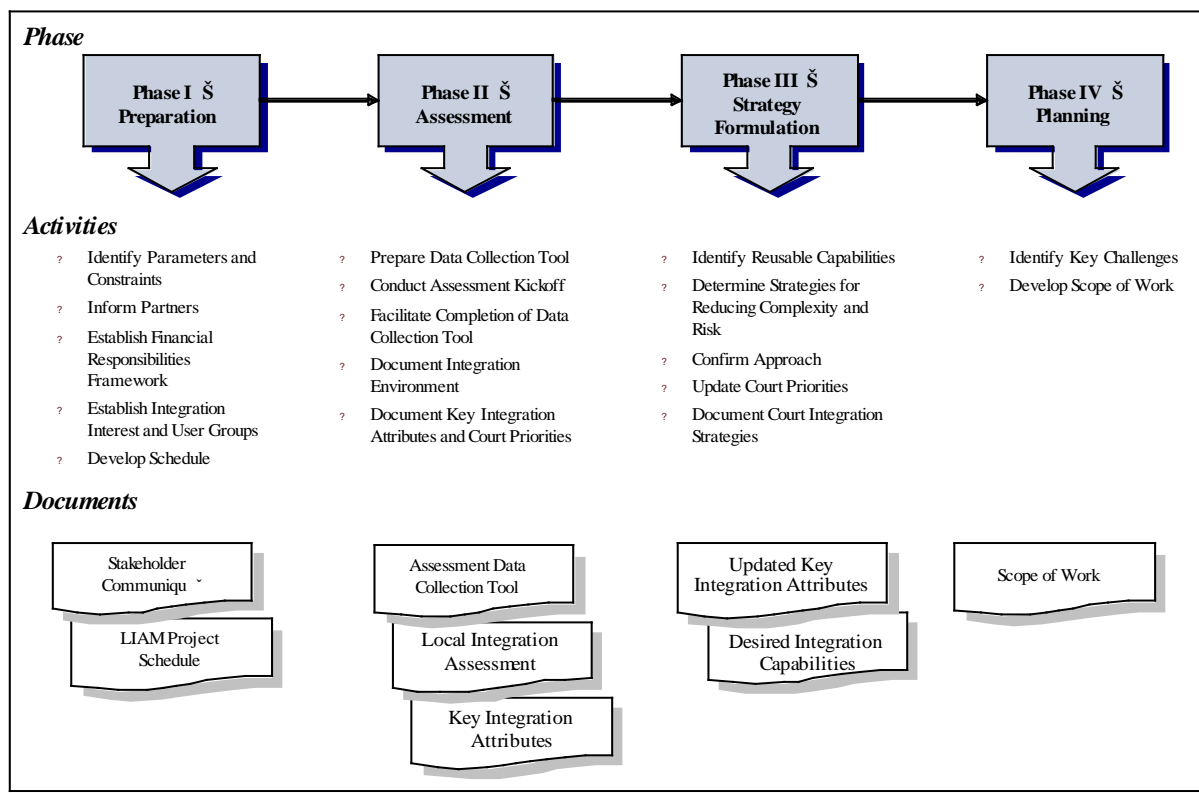 Phase
Phase I Š
Preparation
Phase II Š
Assessment
Phase III Š
Strategy
Formulation
Phase IV Š
Planning
Activities
? Identify Parameters and
Constraints
? Inform Partners
? Establish Financial
Responsibilities
Framework
? Establish Integration
Interest and User Groups
? Develop Schedule
? Prepare Data Collection Tool
? Conduct Assessment Kickoff
? Facilitate Completion of Data
Collection Tool
? Document Integration
Environment
? Document Key Integration
Attributes and Court Priorities
? Identify Reusable Capabilities
? Determine Strategies for
Reducing Complexity and
Risk
? Confirm Approach
? Update Court Priorities
? Document Court Integration
Strategies
? Identify Key Challenges
? Develop Scope of Work
Documents
Stakeholder
Communiqu ˇ
LIAM Project
Schedule
Assessment Data
Collection Tool
Local Integration
Assessment
Key Integration
Attributes
Updated Key
Integration Attributes
Desired Integration
Capabilities
Scope of Work